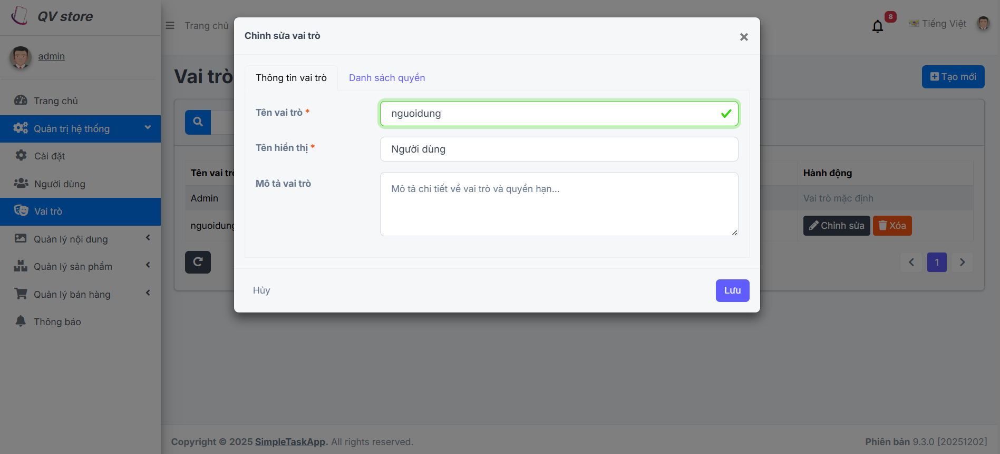 QV store
admin
Trang chủ
Quản trị hệ thống
Cài đặt
Người dùng
Vai trò
Quản lý nội dung
Quản lý sản phẩm
Quản lý bán hàng
Thông báo
Trang chủ
8
Tiếng Việt
Vai trò
Tạo mới
Tên vai trò
Hành động
Admin
Vai trò mặc định
nguoidung
Chỉnh sửa
Xóa
1
Chỉnh sửa vai trò
Thông tin vai trò
Danh sách quyền
Tên vai trò *
nguoidung
Tên hiển thị *
Người dùng
Mô tả vai trò
Mô tả chi tiết về vai trò và quyền hạn...
Hủy
Lưu
Copyright © 2025 SimpleTaskApp. All rights reserved.
Phiên bản 9.3.0 [20251202]